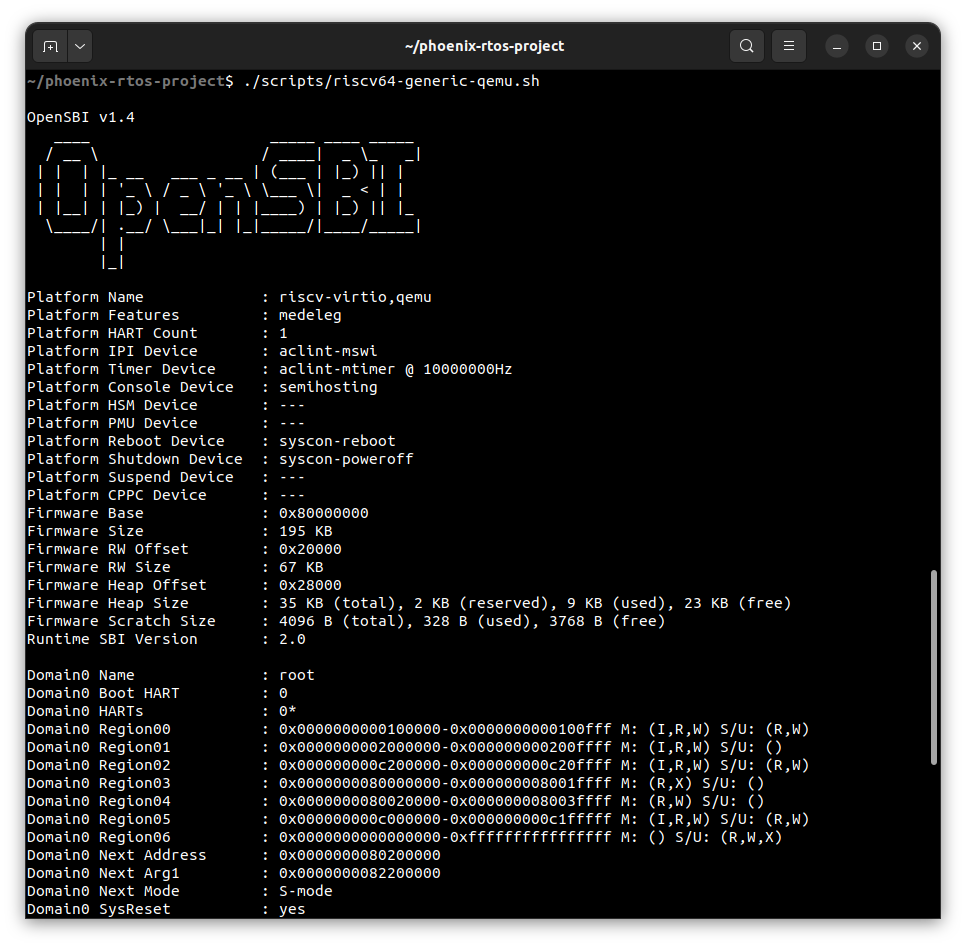 ~/phoenix-rtos-project
~/phoenix-rtos-project$ ./scripts/riscv64-generic-qemu.sh
OpenSBI v1.4
   ____                    _____ ____ _____
  / __ \                  / ____|  _ \_   _|
 | |  | |_ __   ___ _ __ | (___ | |_) || |
 | |  | | '_ \ / _ \ '_ \ \___ \|  _ < | |
 | |__| | |_) |  __/ | | |____) | |_) || |_
  \____/| .__/ \___|_| |_|_____/|____/_____|
        | |
        |_|
Platform Name             : riscv-virtio,qemu
Platform Features         : medeleg
Platform HART Count       : 1
Platform IPI Device       : aclint-mswi
Platform Timer Device     : aclint-mtimer @ 10000000Hz
Platform Console Device   : semihosting
Platform HSM Device       : ---
Platform PMU Device       : ---
Platform Reboot Device    : syscon-reboot
Platform Shutdown Device  : syscon-poweroff
Platform Suspend Device   : ---
Platform CPPC Device      : ---
Firmware Base             : 0x80000000
Firmware Size             : 195 KB
Firmware RW Offset        : 0x20000
Firmware RW Size          : 67 KB
Firmware Heap Offset      : 0x28000
Firmware Heap Size        : 35 KB (total), 2 KB (reserved), 9 KB (used), 23 KB (free)
Firmware Scratch Size     : 4096 B (total), 328 B (used), 3768 B (free)
Runtime SBI Version       : 2.0
Domain0 Name              : root
Domain0 Boot HART         : 0
Domain0 HARTs             : 0*
Domain0 Region00          : 0x0000000000100000-0x0000000000100fff M: (I,R,W) S/U: (R,W)
Domain0 Region01          : 0x0000000002000000-0x000000000200ffff M: (I,R,W) S/U: ()
Domain0 Region02          : 0x000000000c200000-0x000000000c20ffff M: (I,R,W) S/U: (R,W)
Domain0 Region03          : 0x0000000080000000-0x000000008001ffff M: (R,X) S/U: ()
Domain0 Region04          : 0x0000000080020000-0x000000008003ffff M: (R,W) S/U: ()
Domain0 Region05          : 0x000000000c000000-0x000000000c1fffff M: (I,R,W) S/U: (R,W)
Domain0 Region06          : 0x0000000000000000-0xffffffffffffffff M: () S/U: (R,W,X)
Domain0 Next Address      : 0x0000000080200000
Domain0 Next Arg1         : 0x0000000082200000
Domain0 Next Mode         : S-mode
Domain0 SysReset          : yes